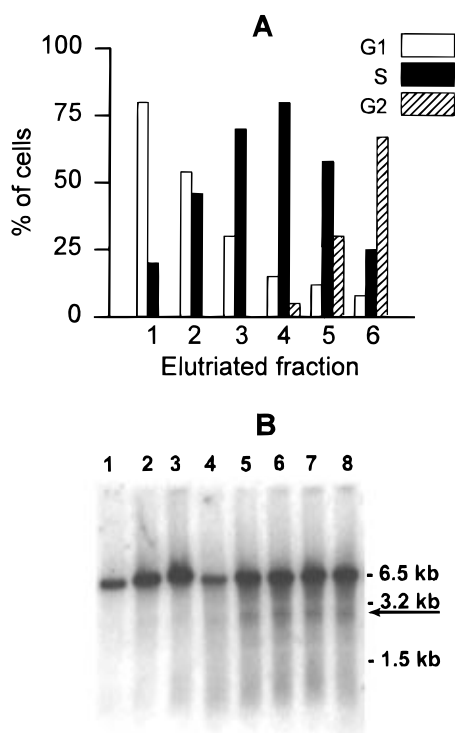 A
100
75
50
25
0
% of cells
G1
S
G2
1 2 3 4 5 6
Elutriated fraction
B
1 2 3 4 5 6 7 8
- 6.5 kb
- 3.2 kb
- 1.5 kb